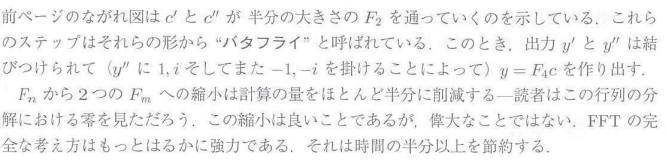 前ページのながれ図は c′ と c″ が 半分の大きさの F₂ を通っていくのを示している．これら
のステップはそれらの形から “バタフライ” と呼ばれている．このとき，出力 y′ と y″ は結
びつけられて（y″ に 1, i そしてまた −1, −i を掛けることによって）y = F₄c を作り出す．
Fₙ から 2 つの Fₘ への縮小は計算の量をほとんど半分に削減する—読者はこの行列の分
解における零を見ただろう．この縮小は良いことであるが，偉大なことではない．FFT の完
全な考え方はもっとはるかに強力である．それは時間の半分以上を節約する．